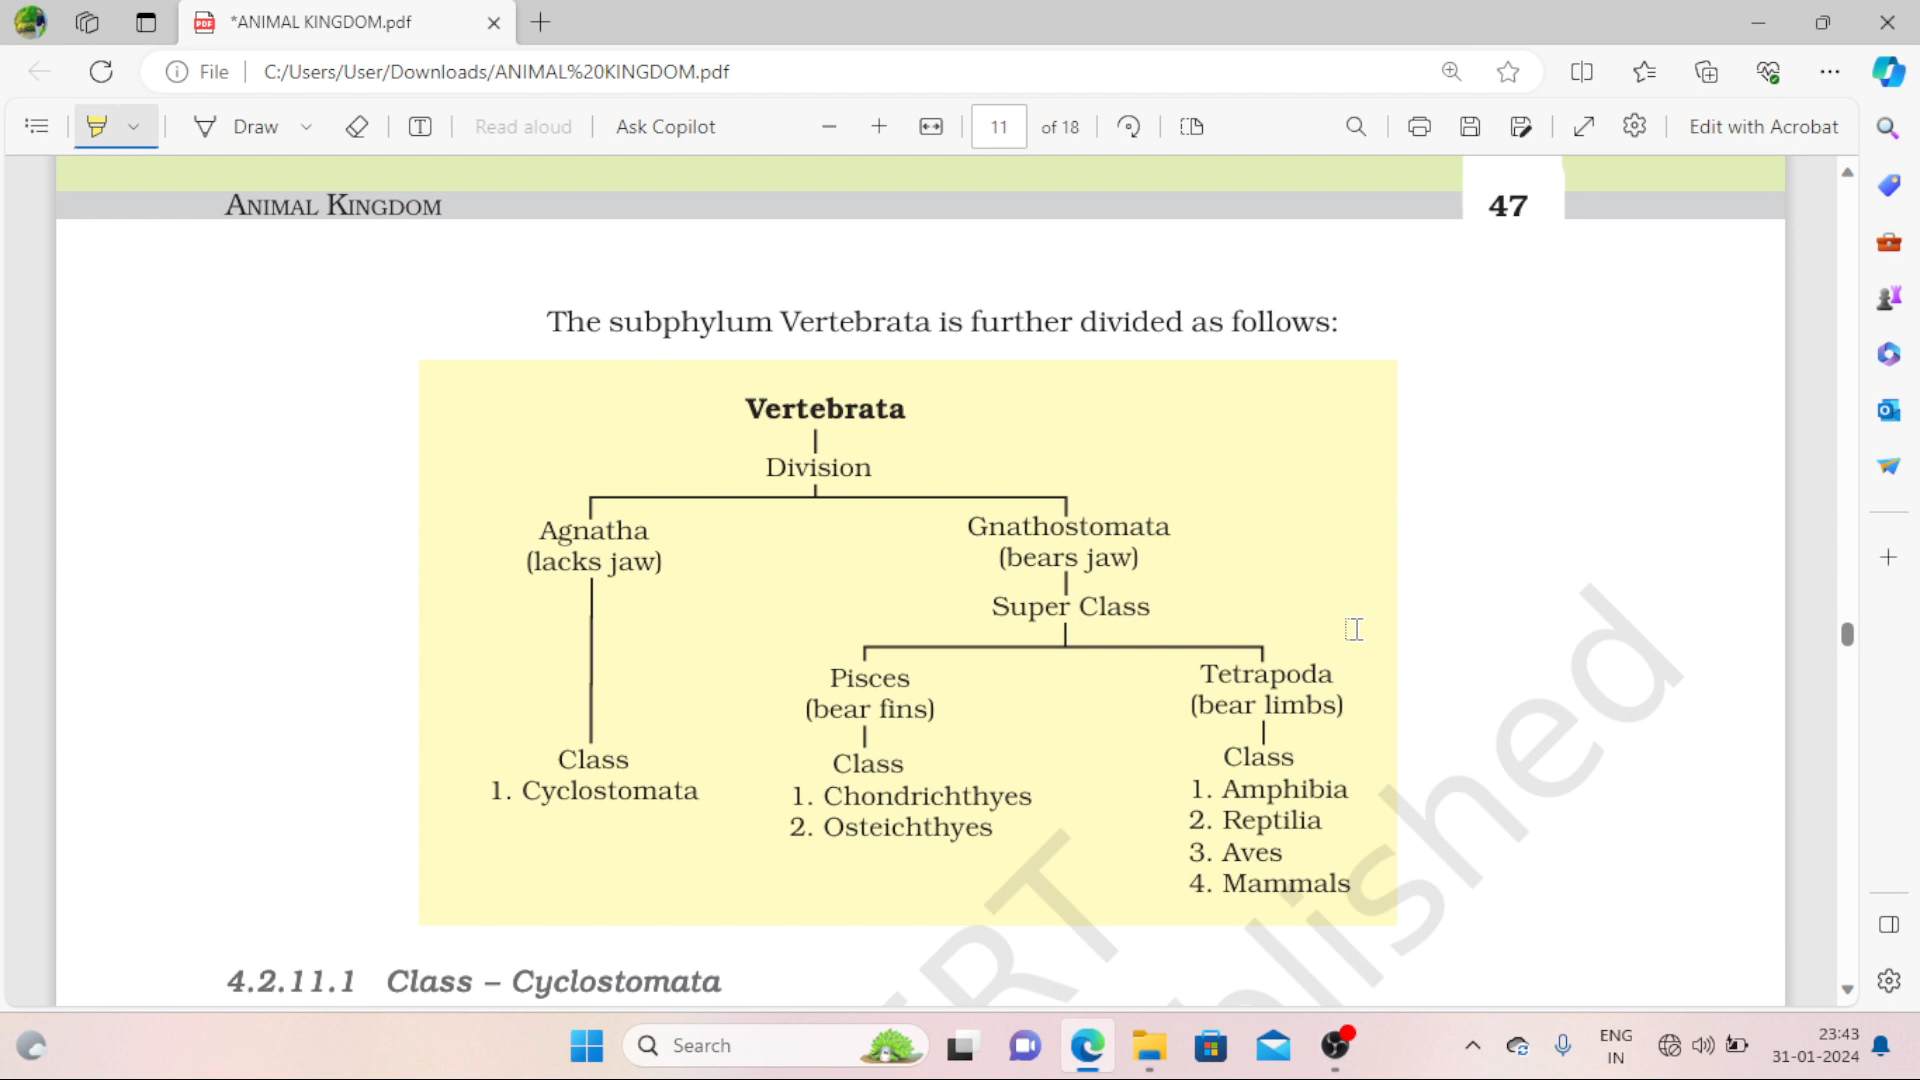 *ANIMAL KINGDOM.pdf
File
C:/Users/User/Downloads/ANIMAL%20KINGDOM.pdf
Draw
Read aloud
Ask Copilot
11
of 18
Edit with Acrobat
ANIMAL KINGDOM
47
The subphylum Vertebrata is further divided as follows:
Vertebrata
Division
Agnatha
(lacks jaw)
Gnathostomata
(bears jaw)
Super Class
Pisces
(bear fins)
Tetrapoda
(bear limbs)
Class
1. Cyclostomata
Class
1. Chondrichthyes
2. Osteichthyes
Class
1. Amphibia
2. Reptilia
3. Aves
4. Mammals
4.2.11.1 Class – Cyclostomata
Search
ENG
IN
23:43
31-01-2024